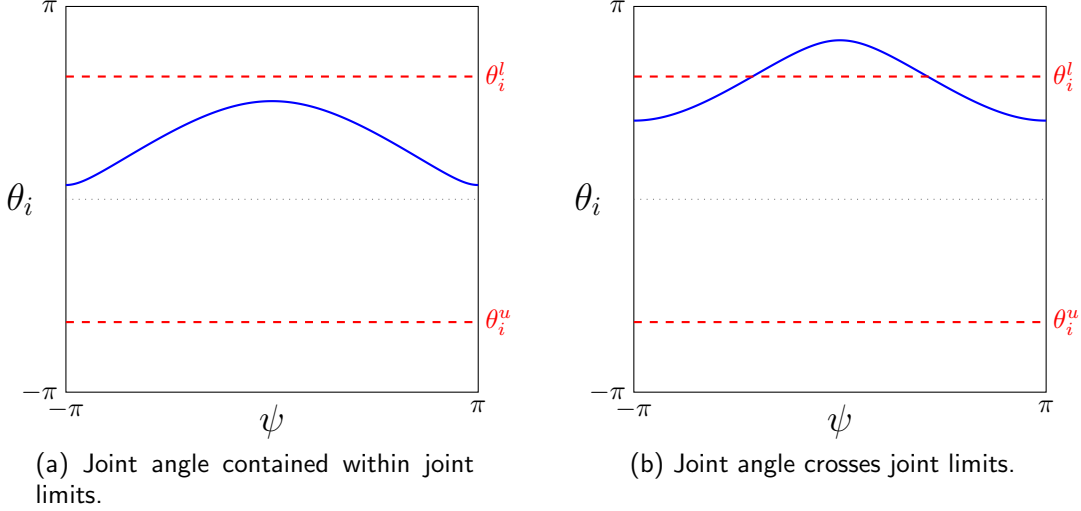 π
θ_i^l
θ_i
θ_i^u
−π
−π
ψ
π
(a) Joint angle contained within joint
limits.
π
θ_i^l
θ_i
θ_i^u
−π
−π
ψ
π
(b) Joint angle crosses joint limits.